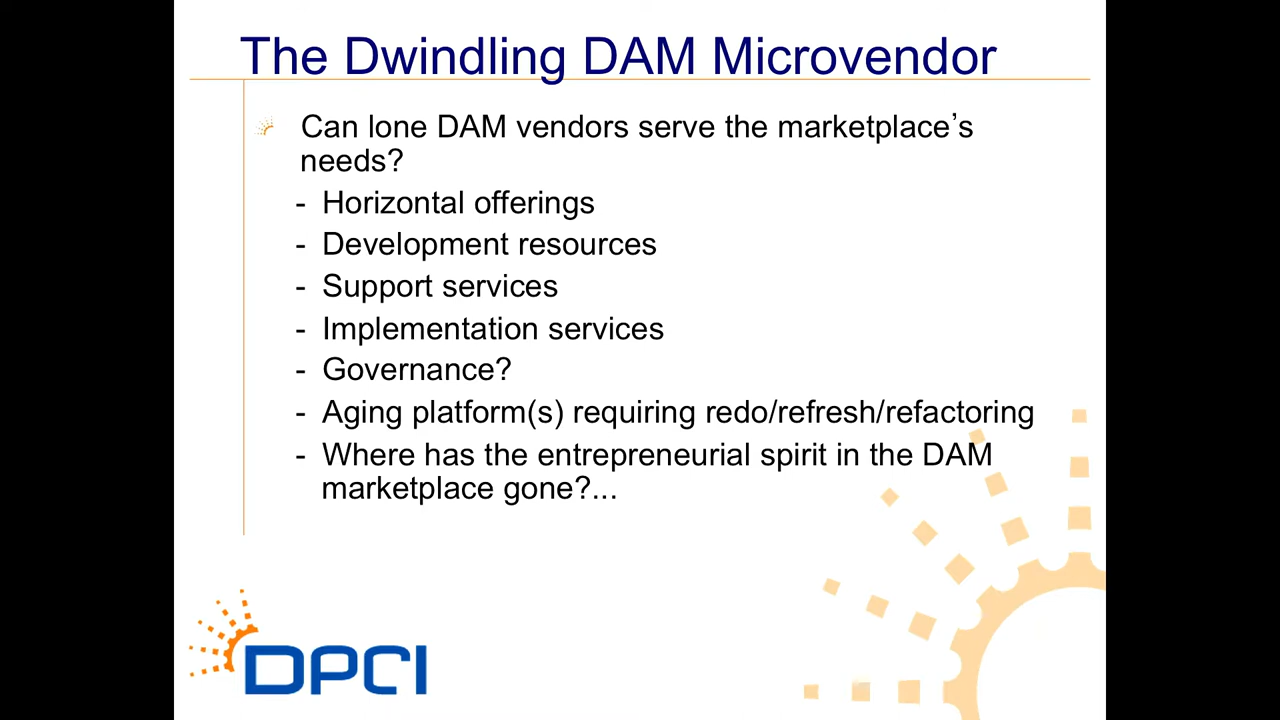 The Dwindling DAM Microvendor
Can lone DAM vendors serve the marketplace’s
needs?
- Horizontal offerings
- Development resources
- Support services
- Implementation services
- Governance?
- Aging platform(s) requiring redo/refresh/refactoring
- Where has the entrepreneurial spirit in the DAM
marketplace gone?...
DPCI